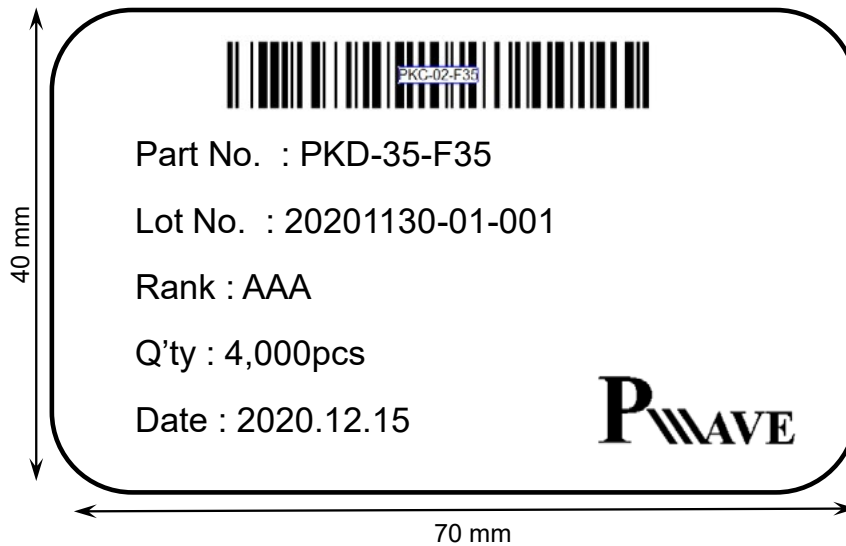 PKC-02-F35
Part No. : PKD-35-F35
Lot No. : 20201130-01-001
Rank : AAA
Q’ty : 4,000pcs
Date : 2020.12.15
PWAVE
40 mm
70 mm